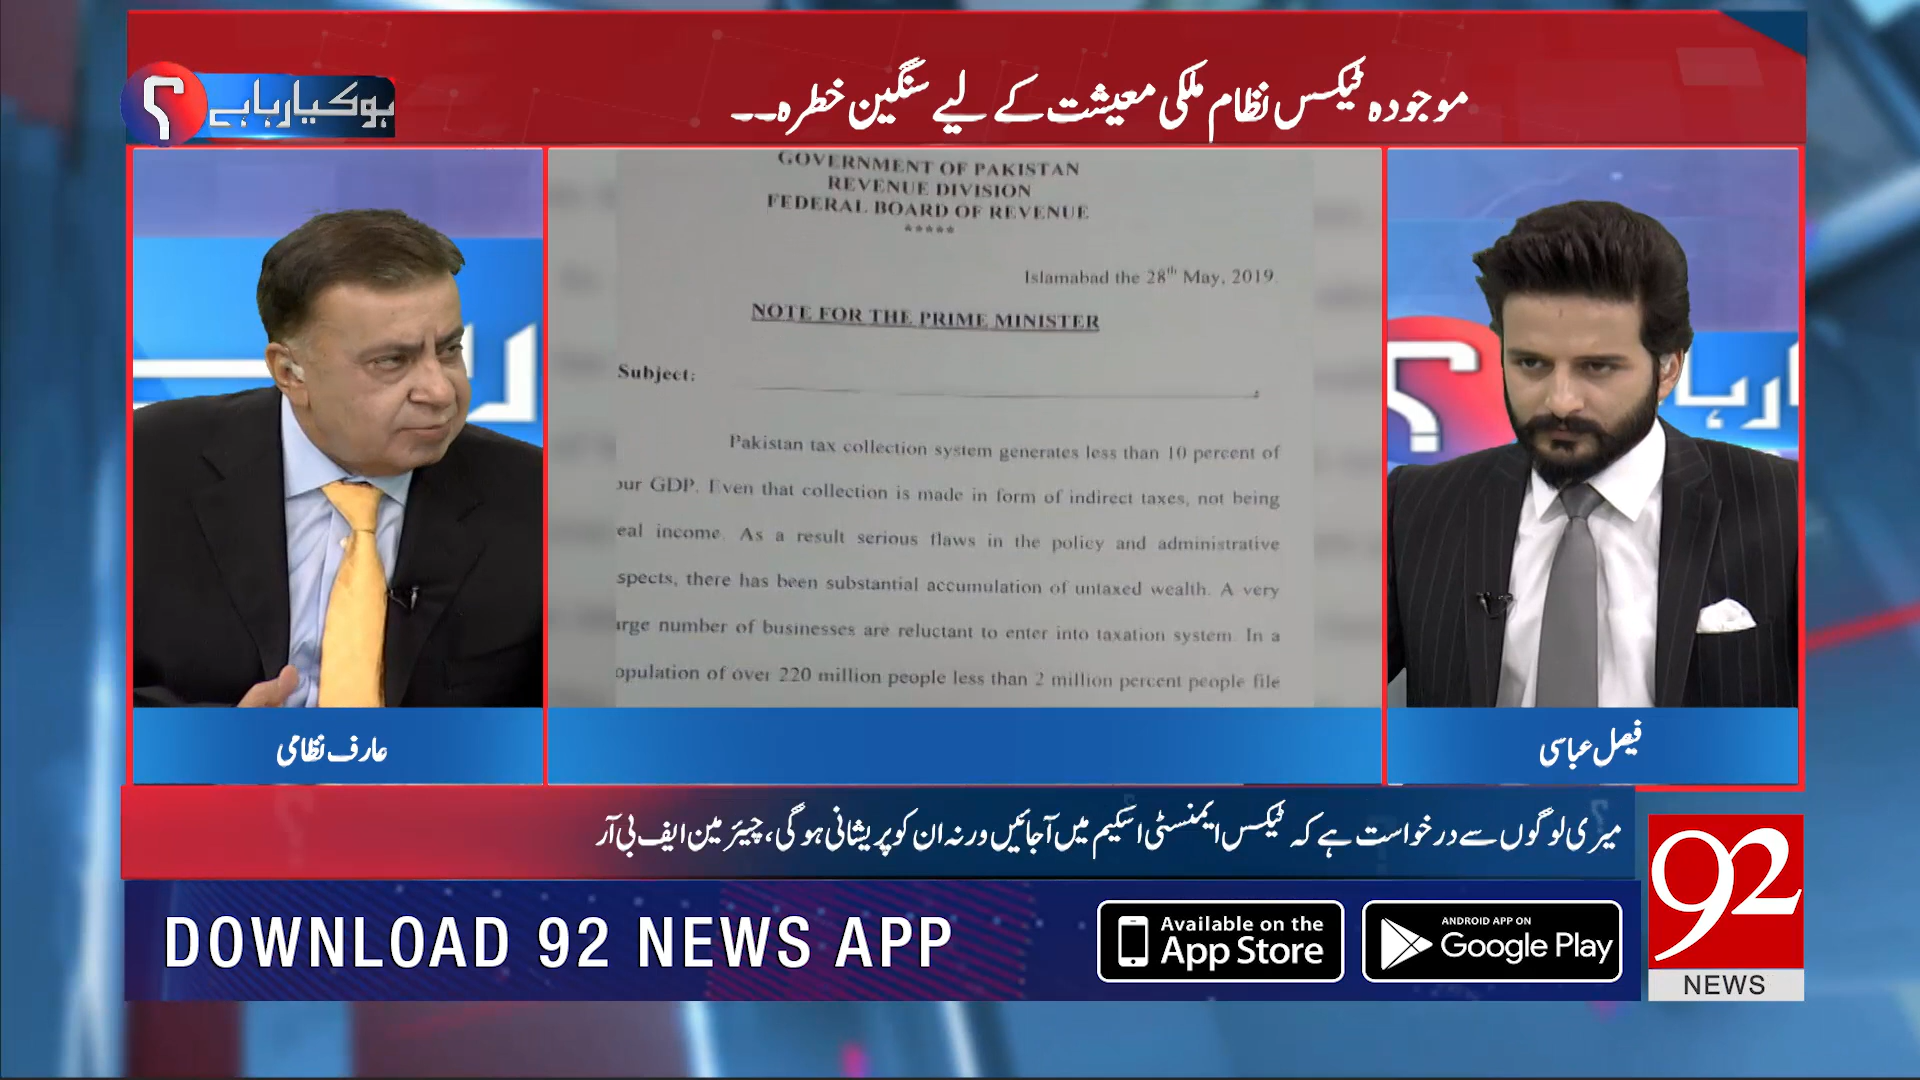 موجودہ ٹیکس نظام ملکی معیشت کے لیے سنگین خطرہ۔۔
ہو کیا رہا ہے ؟
GOVERNMENT OF PAKISTAN
REVENUE DIVISION
FEDERAL BOARD OF REVENUE
*****
Islamabad the 28th May, 2019
NOTE FOR THE PRIME MINISTER
Subject:
Pakistan tax collection system generates less than 10 percent of
our GDP. Even that collection is made in form of indirect taxes, not being
eal income. As a result serious flaws in the policy and administrative
spects, there has been substantial accumulation of untaxed wealth. A very
arge number of businesses are reluctant to enter into taxation system. In a
opulation of over 220 million people less than 2 million percent people file
عارف نظامی
فیصل عباسی
میری لوگوں سے درخواست ہے کہ ٹیکس ایمنسٹی اسکیم میں آجائیں ورنہ ان کو پریشانی ہوگی، چیئرمین ایف بی آر
DOWNLOAD 92 NEWS APP
Available on the
App Store
ANDROID APP ON
Google Play
92
NEWS